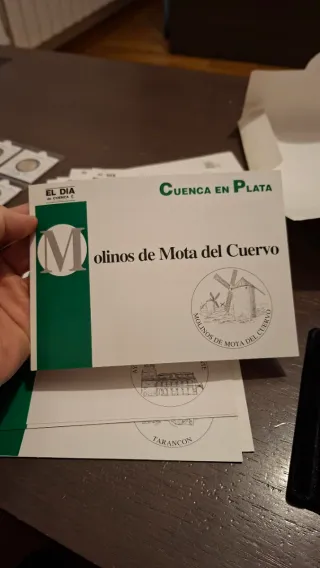 EL DIA
de CUENCA
CUENCA EN PLATA
Molinos de Mota del Cuervo
MOLINOS DE MOTA DEL CUERVO
TARANCON